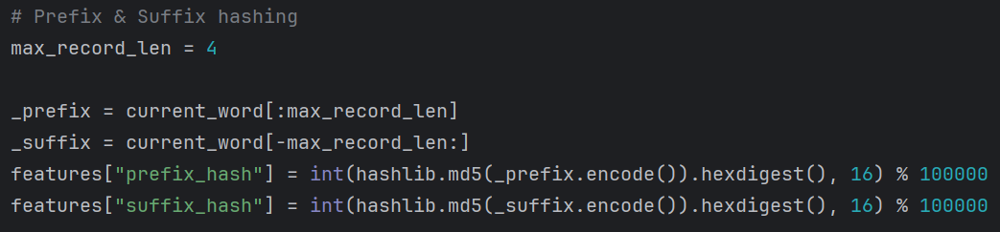 # Prefix & Suffix hashing
max_record_len = 4
_prefix = current_word[:max_record_len]
_suffix = current_word[-max_record_len:]
features["prefix_hash"] = int(hashlib.md5(_prefix.encode()).hexdigest(), 16) % 100000
features["suffix_hash"] = int(hashlib.md5(_suffix.encode()).hexdigest(), 16) % 100000